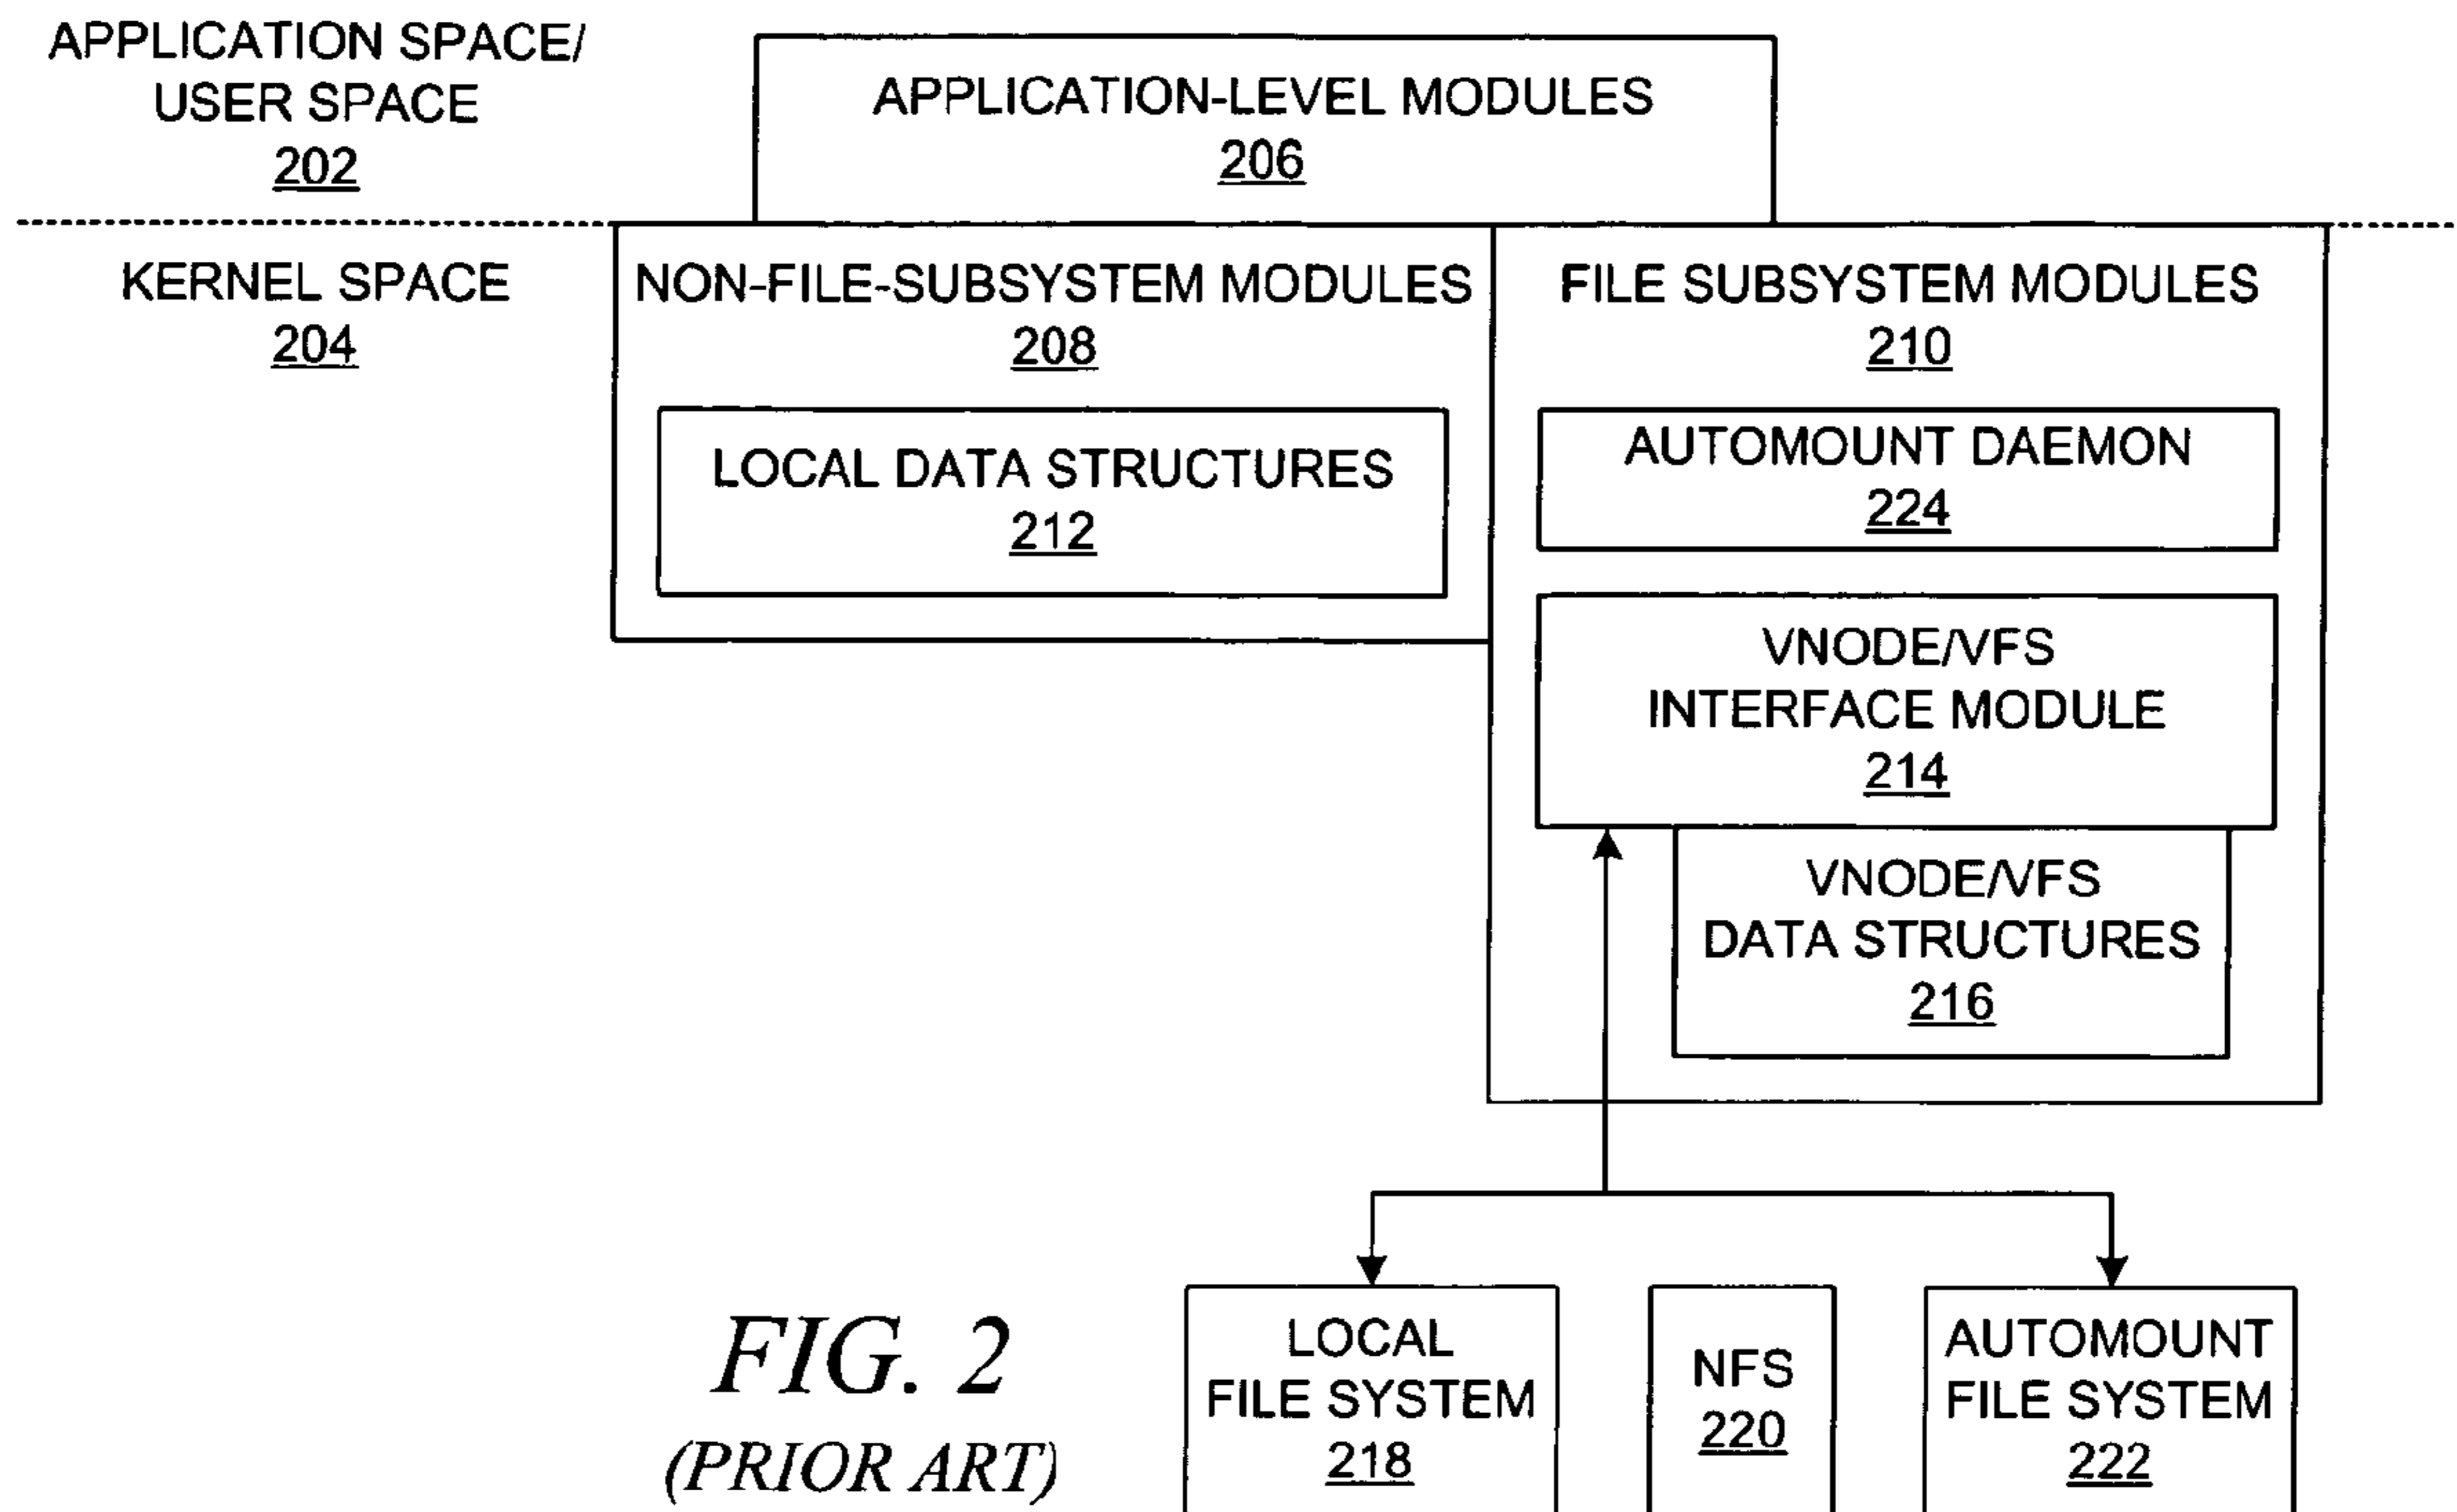 APPLICATION SPACE/
USER SPACE
202
APPLICATION-LEVEL MODULES
206
KERNEL SPACE
204
NON-FILE-SUBSYSTEM MODULES
208
LOCAL DATA STRUCTURES
212
FILE SUBSYSTEM MODULES
210
AUTOMOUNT DAEMON
224
VNODE/VFS
INTERFACE MODULE
214
VNODE/VFS
DATA STRUCTURES
216
LOCAL
FILE SYSTEM
218
NFS
220
AUTOMOUNT
FILE SYSTEM
222
FIG. 2
(PRIOR ART)